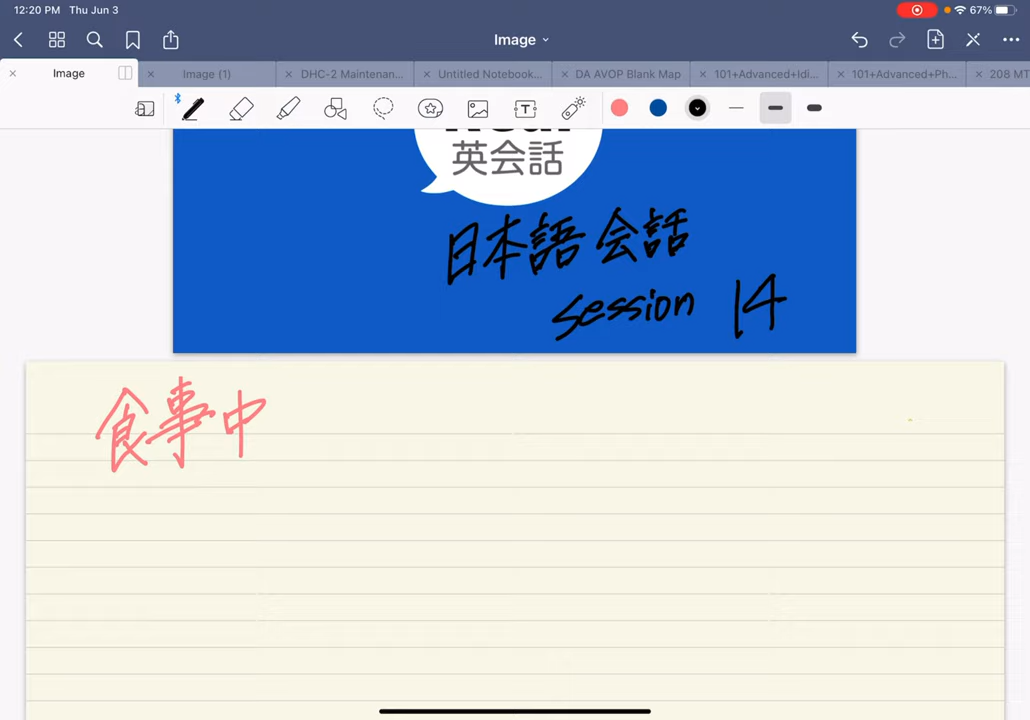 12:20 PM Thu Jun 3
67%
Image
Image
Image (1)
DHC-2 Maintenan...
Untitled Notebook...
DA AVOP Blank Map
101+Advanced+Idi...
101+Advanced+Ph...
208 MT
英会話
日本語会話
session 14
食事中